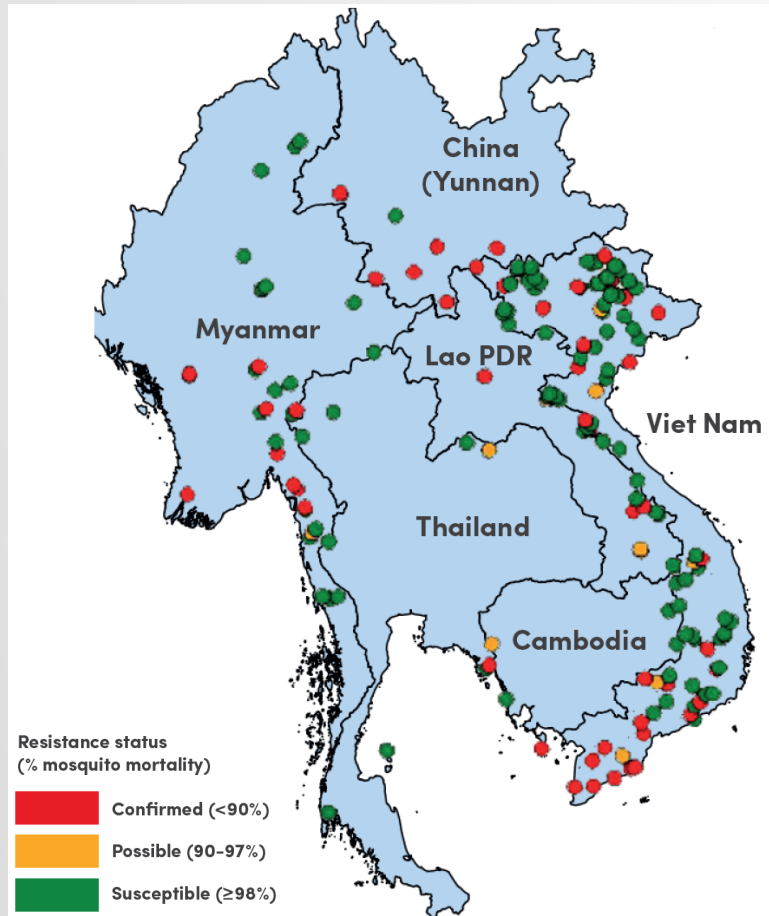 China
(Yunnan)
Myanmar
Lao PDR
Viet Nam
Thailand
Cambodia
Resistance status
(% mosquito mortality)
Confirmed (<90%)
Possible (90-97%)
Susceptible (≥98%)